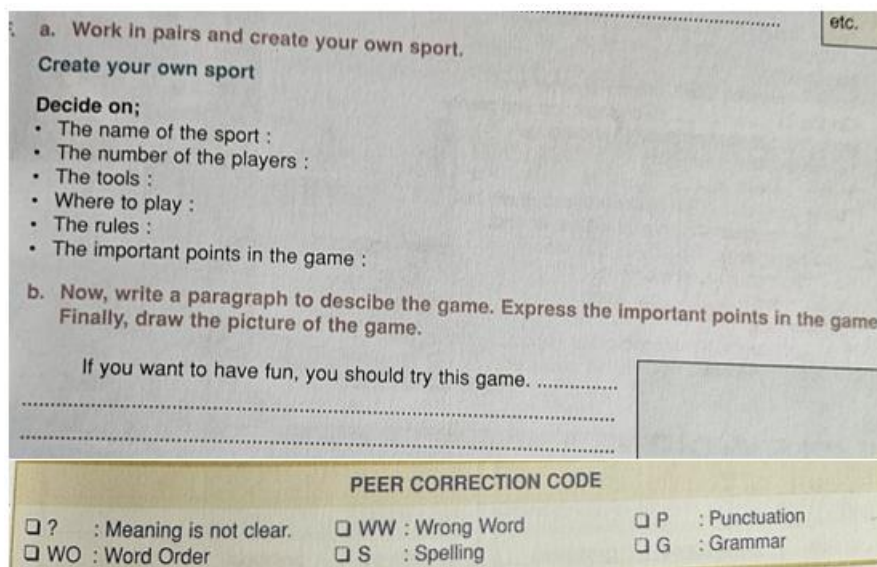 etc.
a. Work in pairs and create your own sport.
Create your own sport
Decide on;
• The name of the sport :
• The number of the players :
• The tools :
• Where to play :
• The rules :
• The important points in the game :
b. Now, write a paragraph to descibe the game. Express the important points in the game
Finally, draw the picture of the game.
If you want to have fun, you should try this game. ..............
PEER CORRECTION CODE
❑ ? : Meaning is not clear. ❑ WW : Wrong Word ❑ P : Punctuation
❑ WO : Word Order ❑ S : Spelling ❑ G : Grammar